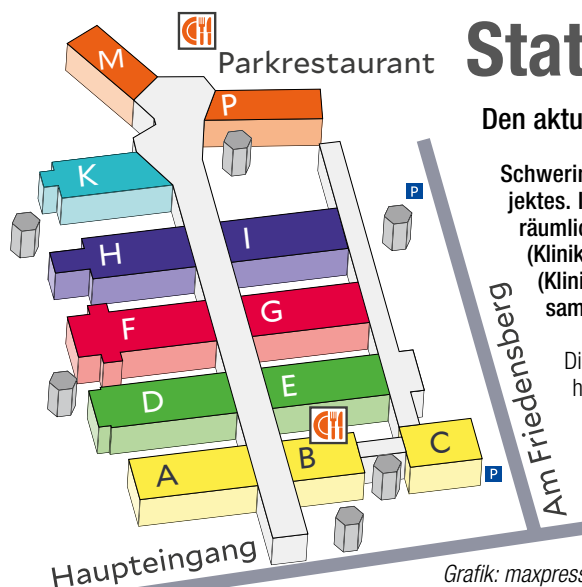 Stat
Parkrestaurant
Den aktu
Schwerin
jektes. 
räumlic
(Klinik
(Klini
sam
Di
h
M
P
K
P
H
I
F
G
D
E
A
B
C
P
Am Friedensberg
Haupteingang
Grafik: maxpress